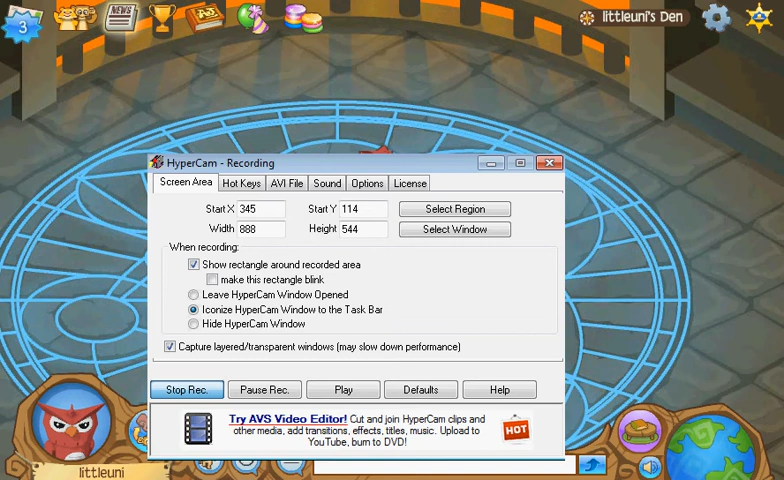 3
NEWS
AJ
littleuni's Den
HyperCam - Recording
Screen Area Hot Keys AVI File Sound Options License
Start X 345 Start Y 114 Select Region
Width 888 Height 544 Select Window
When recording:
Show rectangle around recorded area
make this rectangle blink
Leave HyperCam Window Opened
Iconize HyperCam Window to the Task Bar
Hide HyperCam Window
Capture layered/transparent windows (may slow down performance)
Stop Rec. Pause Rec. Play Defaults Help
Try AVS Video Editor! Cut and join HyperCam clips and
other media, add transitions, effects, titles, music. Upload to
YouTube, burn to DVD!
HOT
littleuni